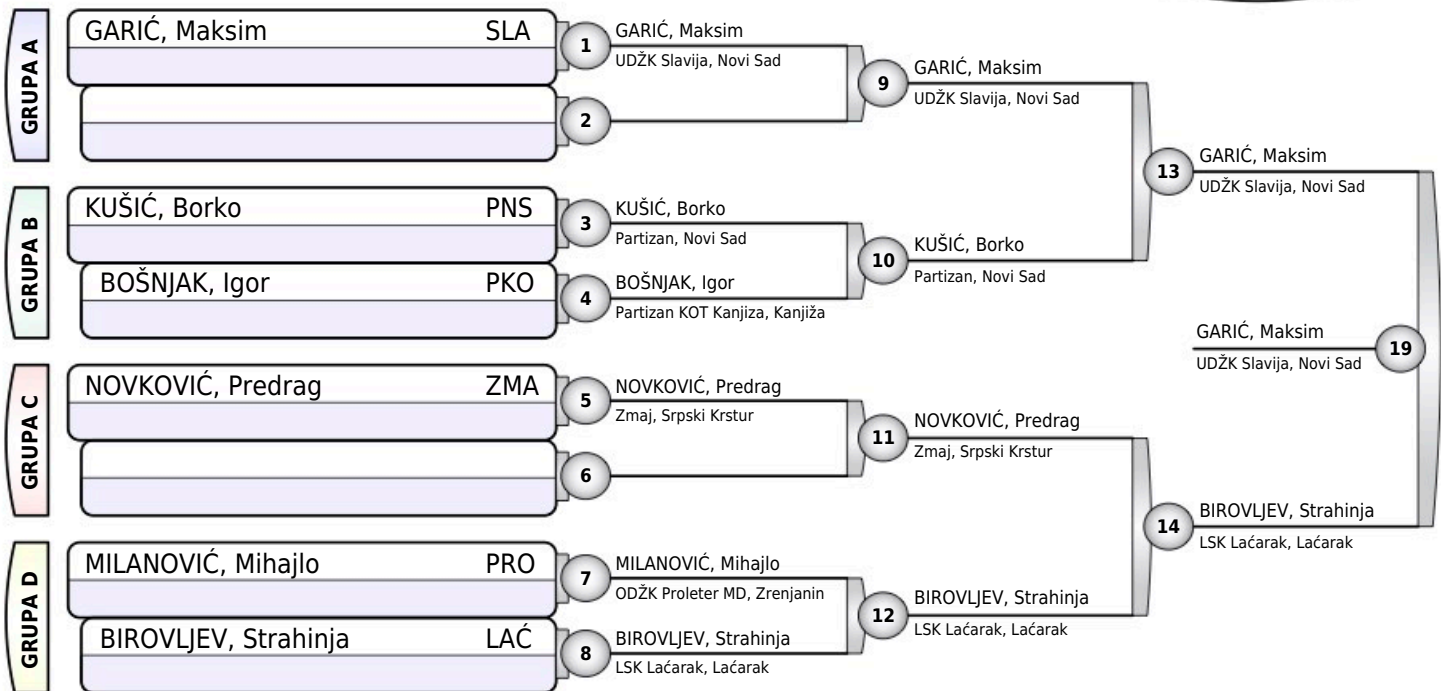 GRUPA A
GARIĆ, Maksim SLA
1
GARIĆ, Maksim
UDŽK Slavija, Novi Sad
2
9
GARIĆ, Maksim
UDŽK Slavija, Novi Sad
GRUPA B
KUŠIĆ, Borko PNS
3
KUŠIĆ, Borko
Partizan, Novi Sad
BOŠNJAK, Igor PKO
4
BOŠNJAK, Igor
Partizan KOT Kanjiza, Kanjiža
10
KUŠIĆ, Borko
Partizan, Novi Sad
13
GARIĆ, Maksim
UDŽK Slavija, Novi Sad
GRUPA C
NOVKOVIĆ, Predrag ZMA
5
NOVKOVIĆ, Predrag
Zmaj, Srpski Krstur
6
11
NOVKOVIĆ, Predrag
Zmaj, Srpski Krstur
GRUPA D
MILANOVIĆ, Mihajlo PRO
7
MILANOVIĆ, Mihajlo
ODŽK Proleter MD, Zrenjanin
BIROVLJEV, Strahinja LAĆ
8
BIROVLJEV, Strahinja
LSK Laćarak, Laćarak
12
BIROVLJEV, Strahinja
LSK Laćarak, Laćarak
14
BIROVLJEV, Strahinja
LSK Laćarak, Laćarak
GARIĆ, Maksim
UDŽK Slavija, Novi Sad
19